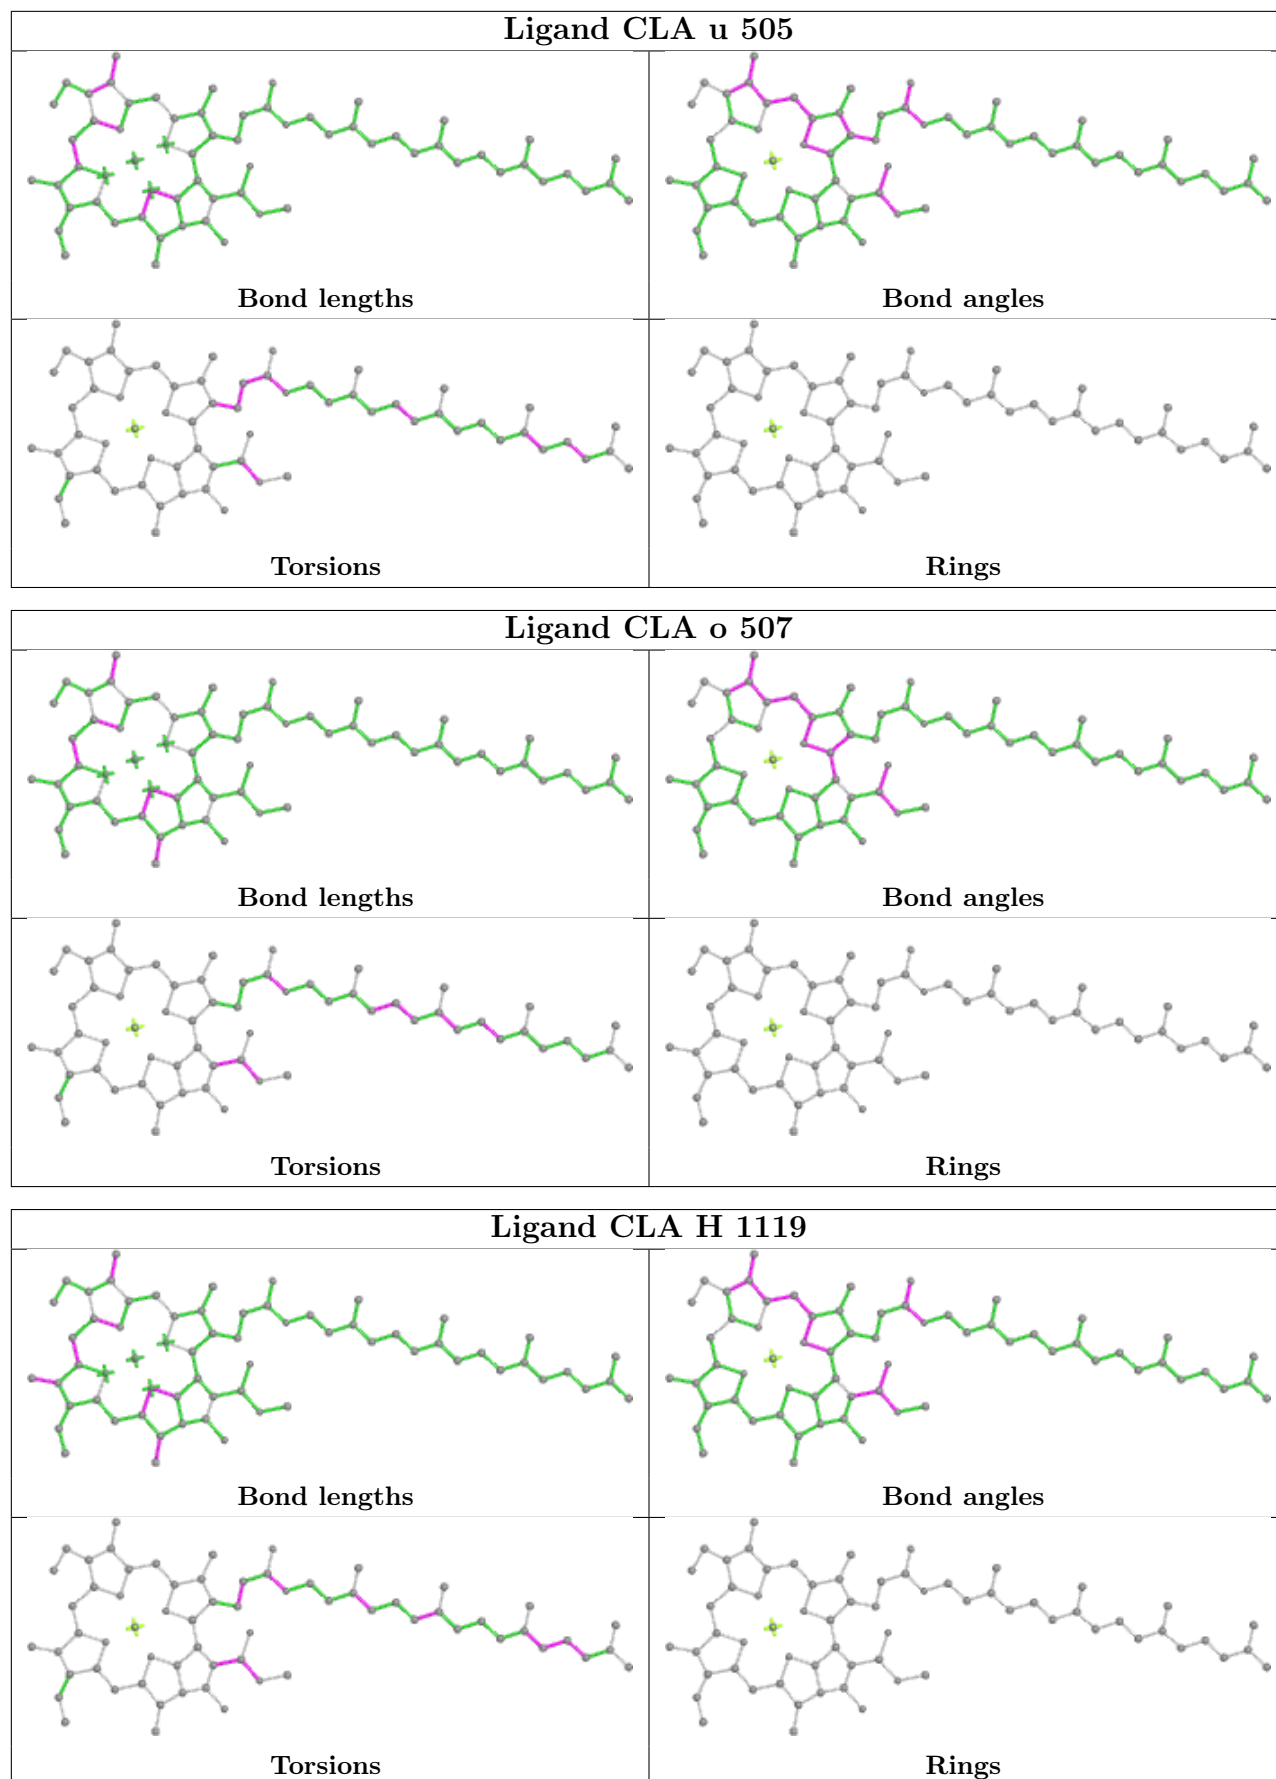 Ligand CLA u 505
Bond lengths
Bond angles
Torsions
Rings
Ligand CLA o 507
Bond lengths
Bond angles
Torsions
Rings
Ligand CLA H 1119
Bond lengths
Bond angles
Torsions
Rings